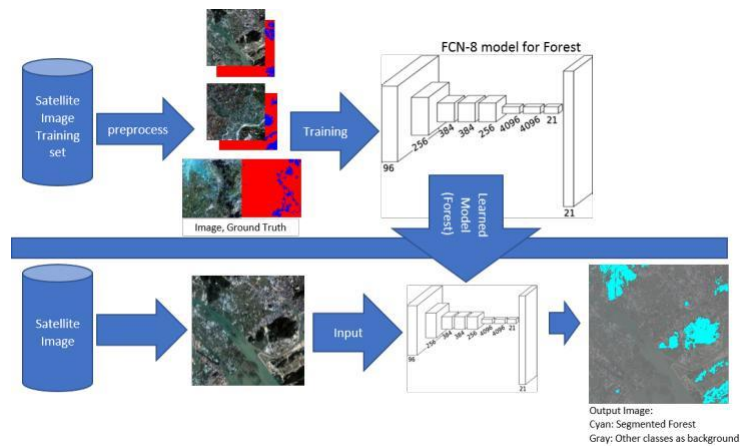 FCN-8 model for Forest
Satellite
Image
Training
set
preprocess
Training
96
256
384
384
256
4096
4096
21
21
Image, Ground Truth
Learned
Model
(Forest)
Satellite
Image
Input
96
256
384
384
256
4096
4096
21
21
Output Image:
Cyan: Segmented Forest
Gray: Other classes as background